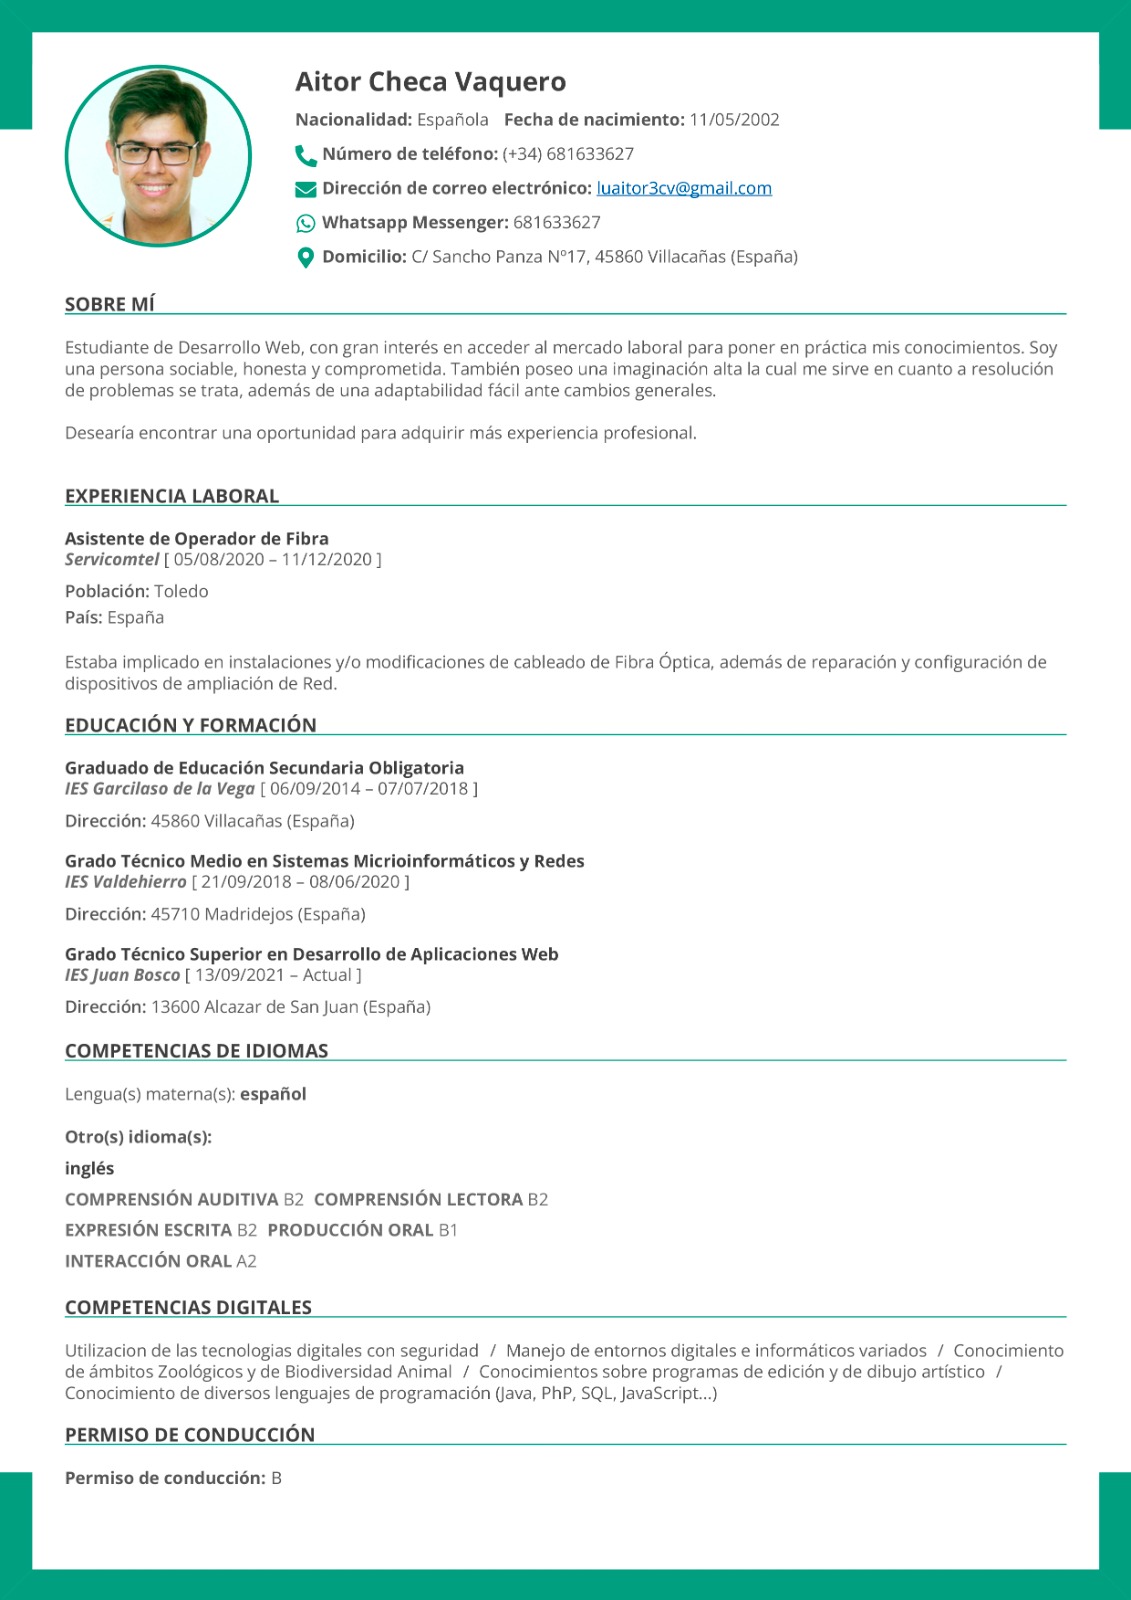 Aitor Checa Vaquero
Nacionalidad: Española Fecha de nacimiento: 11/05/2002
Número de teléfono: (+34) 681633627
Dirección de correo electrónico: luaitor3cv@gmail.com
Whatsapp Messenger: 681633627
Domicilio: C/ Sancho Panza Nº17, 45860 Villacañas (España)
SOBRE MÍ
Estudiante de Desarrollo Web, con gran interés en acceder al mercado laboral para poner en práctica mis conocimientos. Soy
una persona sociable, honesta y comprometida. También poseo una imaginación alta la cual me sirve en cuanto a resolución
de problemas se trata, además de una adaptabilidad fácil ante cambios generales.
Desearía encontrar una oportunidad para adquirir más experiencia profesional.
EXPERIENCIA LABORAL
Asistente de Operador de Fibra
Servicomtel [ 05/08/2020 – 11/12/2020 ]
Población: Toledo
País: España
Estaba implicado en instalaciones y/o modificaciones de cableado de Fibra Óptica, además de reparación y configuración de
dispositivos de ampliación de Red.
EDUCACIÓN Y FORMACIÓN
Graduado de Educación Secundaria Obligatoria
IES Garcilaso de la Vega [ 06/09/2014 – 07/07/2018 ]
Dirección: 45860 Villacañas (España)
Grado Técnico Medio en Sistemas Micrioinformáticos y Redes
IES Valdehierro [ 21/09/2018 – 08/06/2020 ]
Dirección: 45710 Madridejos (España)
Grado Técnico Superior en Desarrollo de Aplicaciones Web
IES Juan Bosco [ 13/09/2021 – Actual ]
Dirección: 13600 Alcazar de San Juan (España)
COMPETENCIAS DE IDIOMAS
Lengua(s) materna(s): español
Otro(s) idioma(s):
inglés
COMPRENSIÓN AUDITIVA B2 COMPRENSIÓN LECTORA B2
EXPRESIÓN ESCRITA B2 PRODUCCIÓN ORAL B1
INTERACCIÓN ORAL A2
COMPETENCIAS DIGITALES
Utilizacion de las tecnologias digitales con seguridad / Manejo de entornos digitales e informáticos variados / Conocimiento
de ámbitos Zoológicos y de Biodiversidad Animal / Conocimientos sobre programas de edición y de dibujo artístico /
Conocimiento de diversos lenguajes de programación (Java, PhP, SQL, JavaScript...)
PERMISO DE CONDUCCIÓN
Permiso de conducción: B